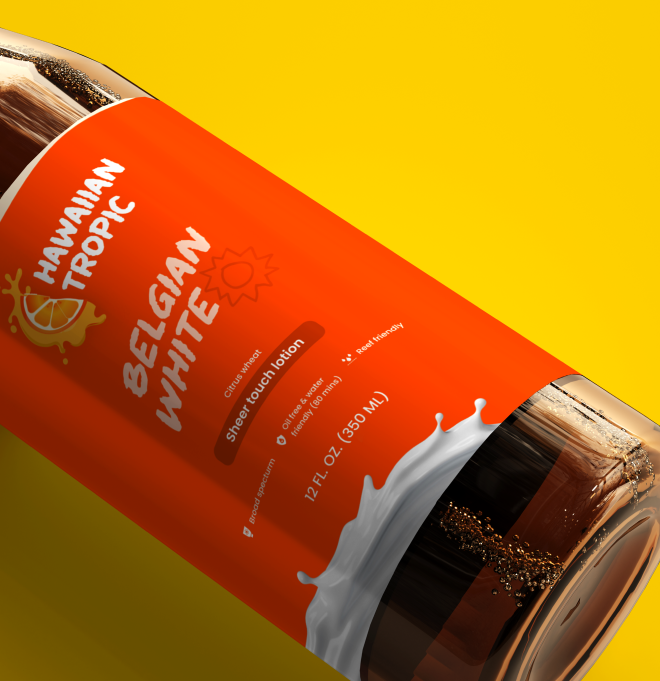 HAWAIIAN
TROPIC
BELGIAN
WHITE
Citrus wheat
Sheer touch lotion
Broad specturm
Oil free & water
friendly (80 mins)
Reef friendly
12 FL. OZ. (350 ML)